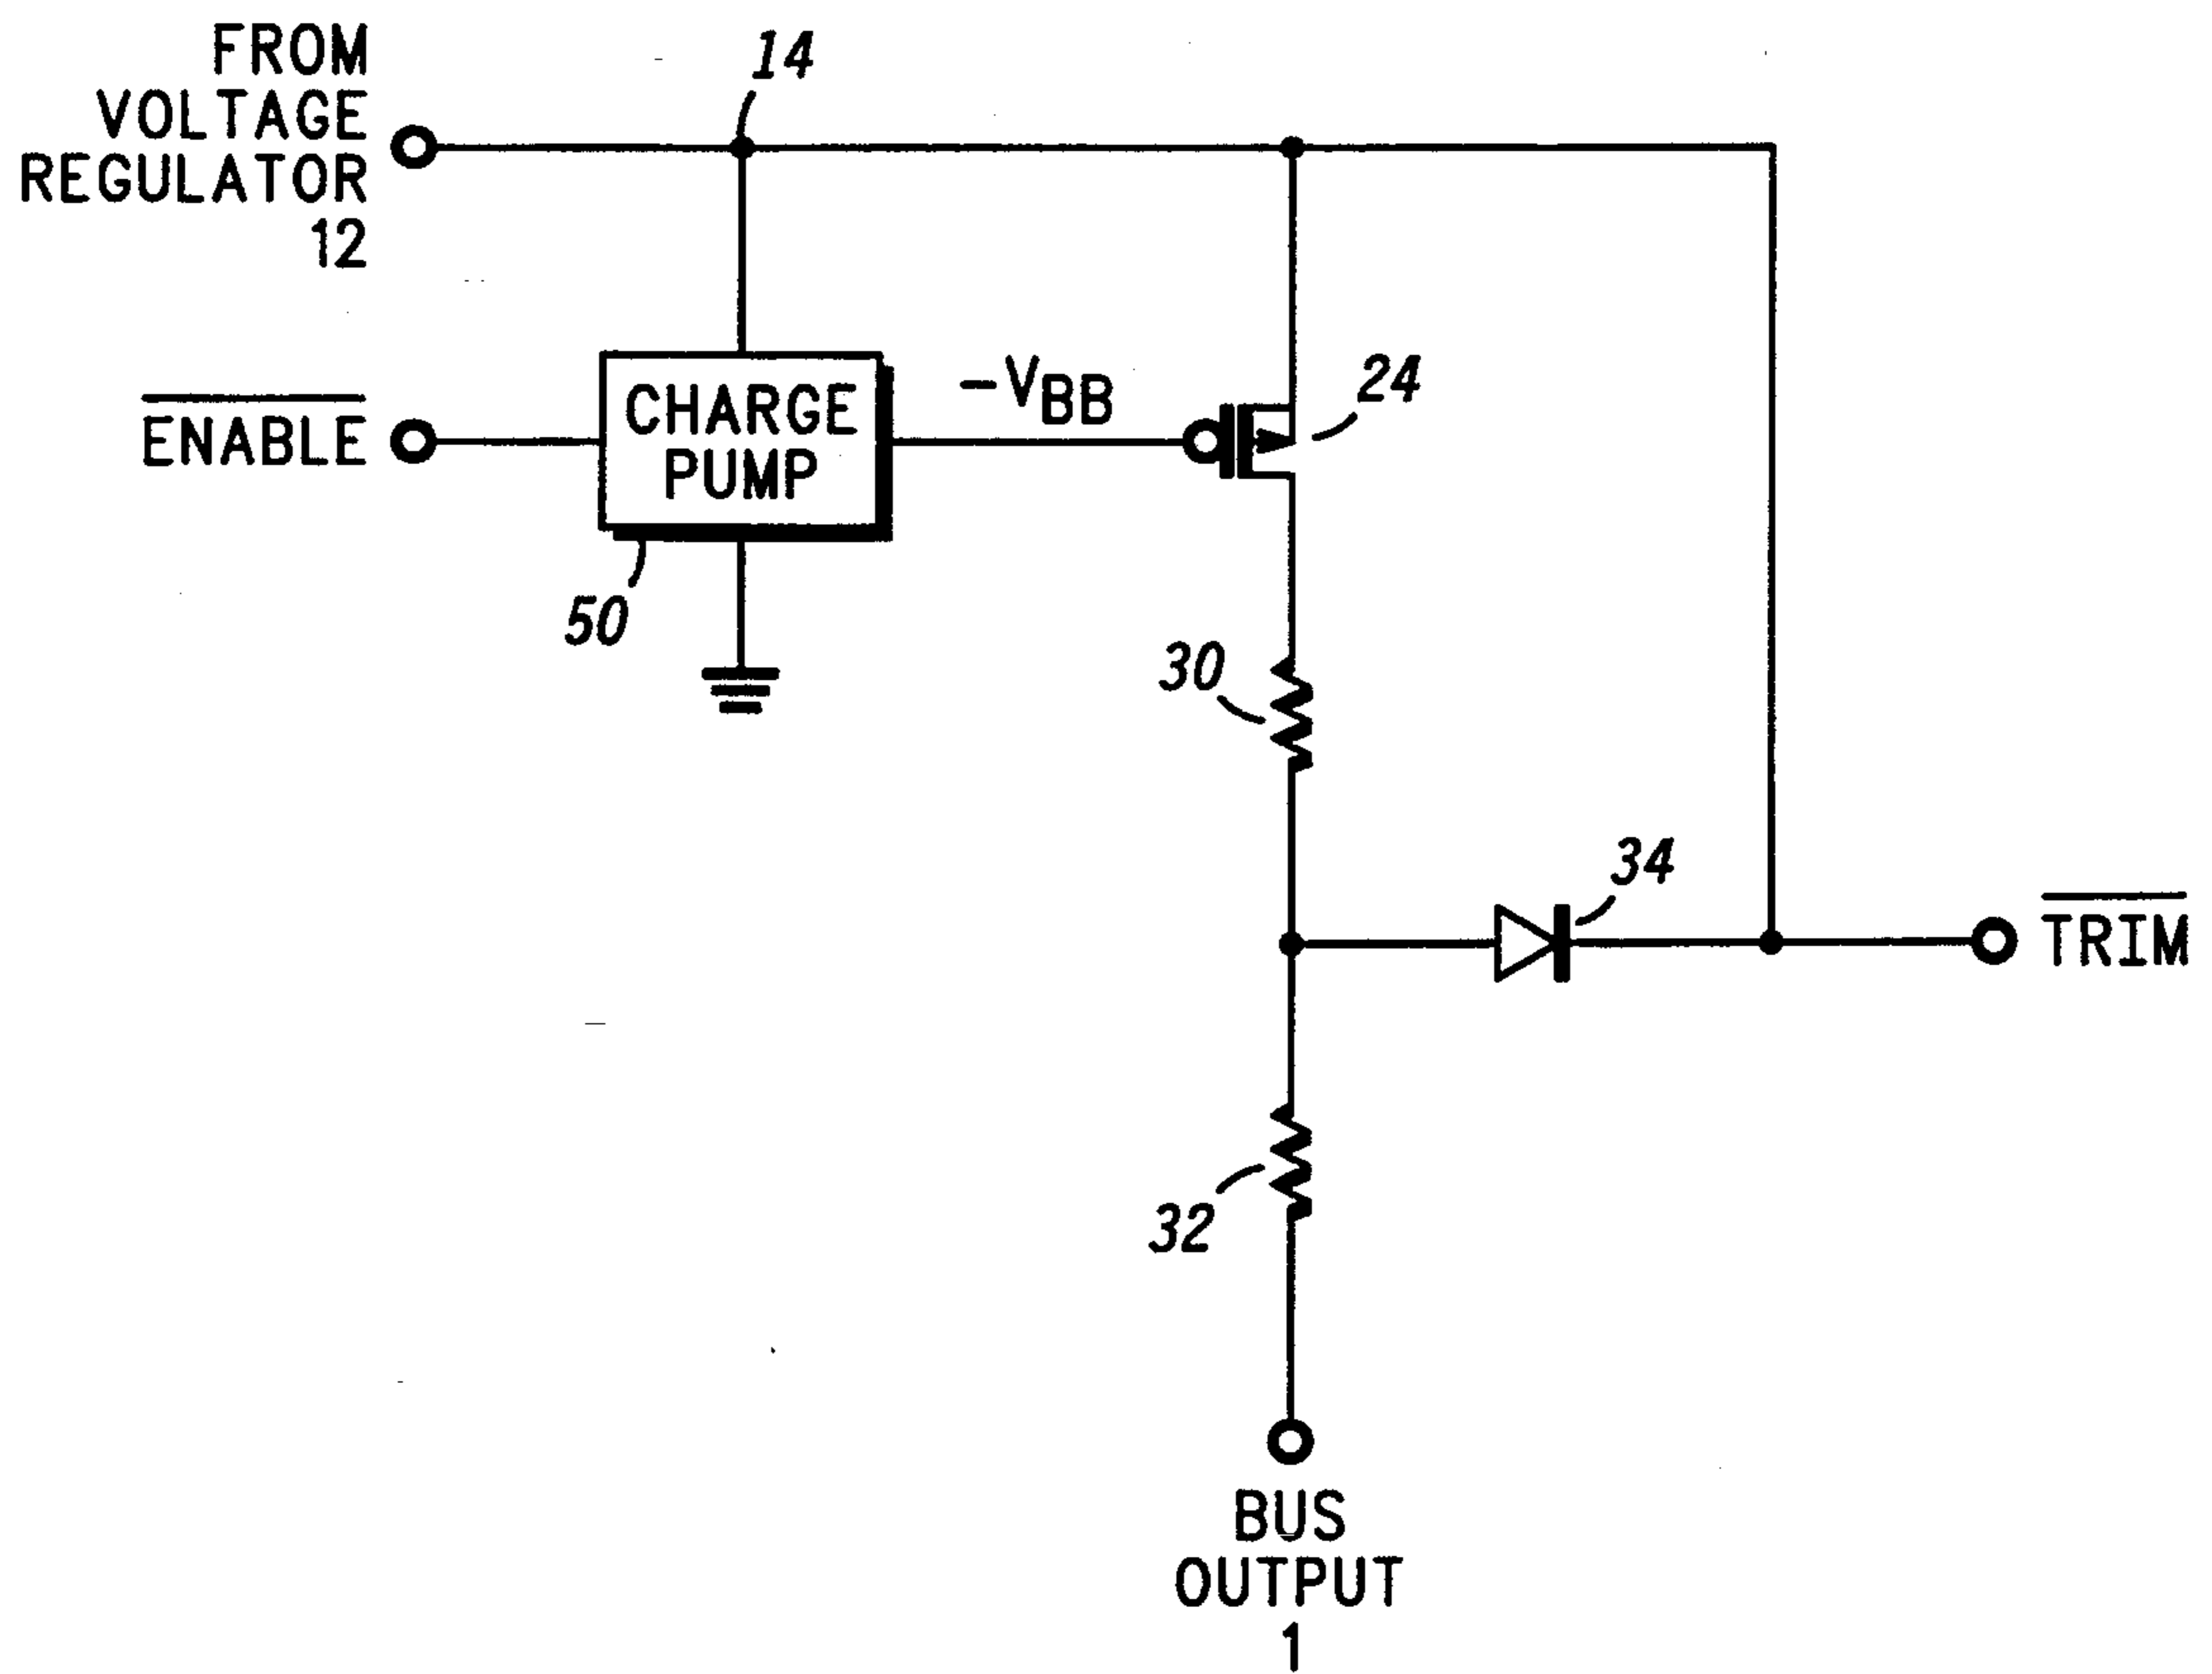 FROM
VOLTAGE
REGULATOR
12
14
ENABLE
CHARGE
PUMP
-VBB
24
50
30
34
TRIM
32
BUS
OUTPUT
1